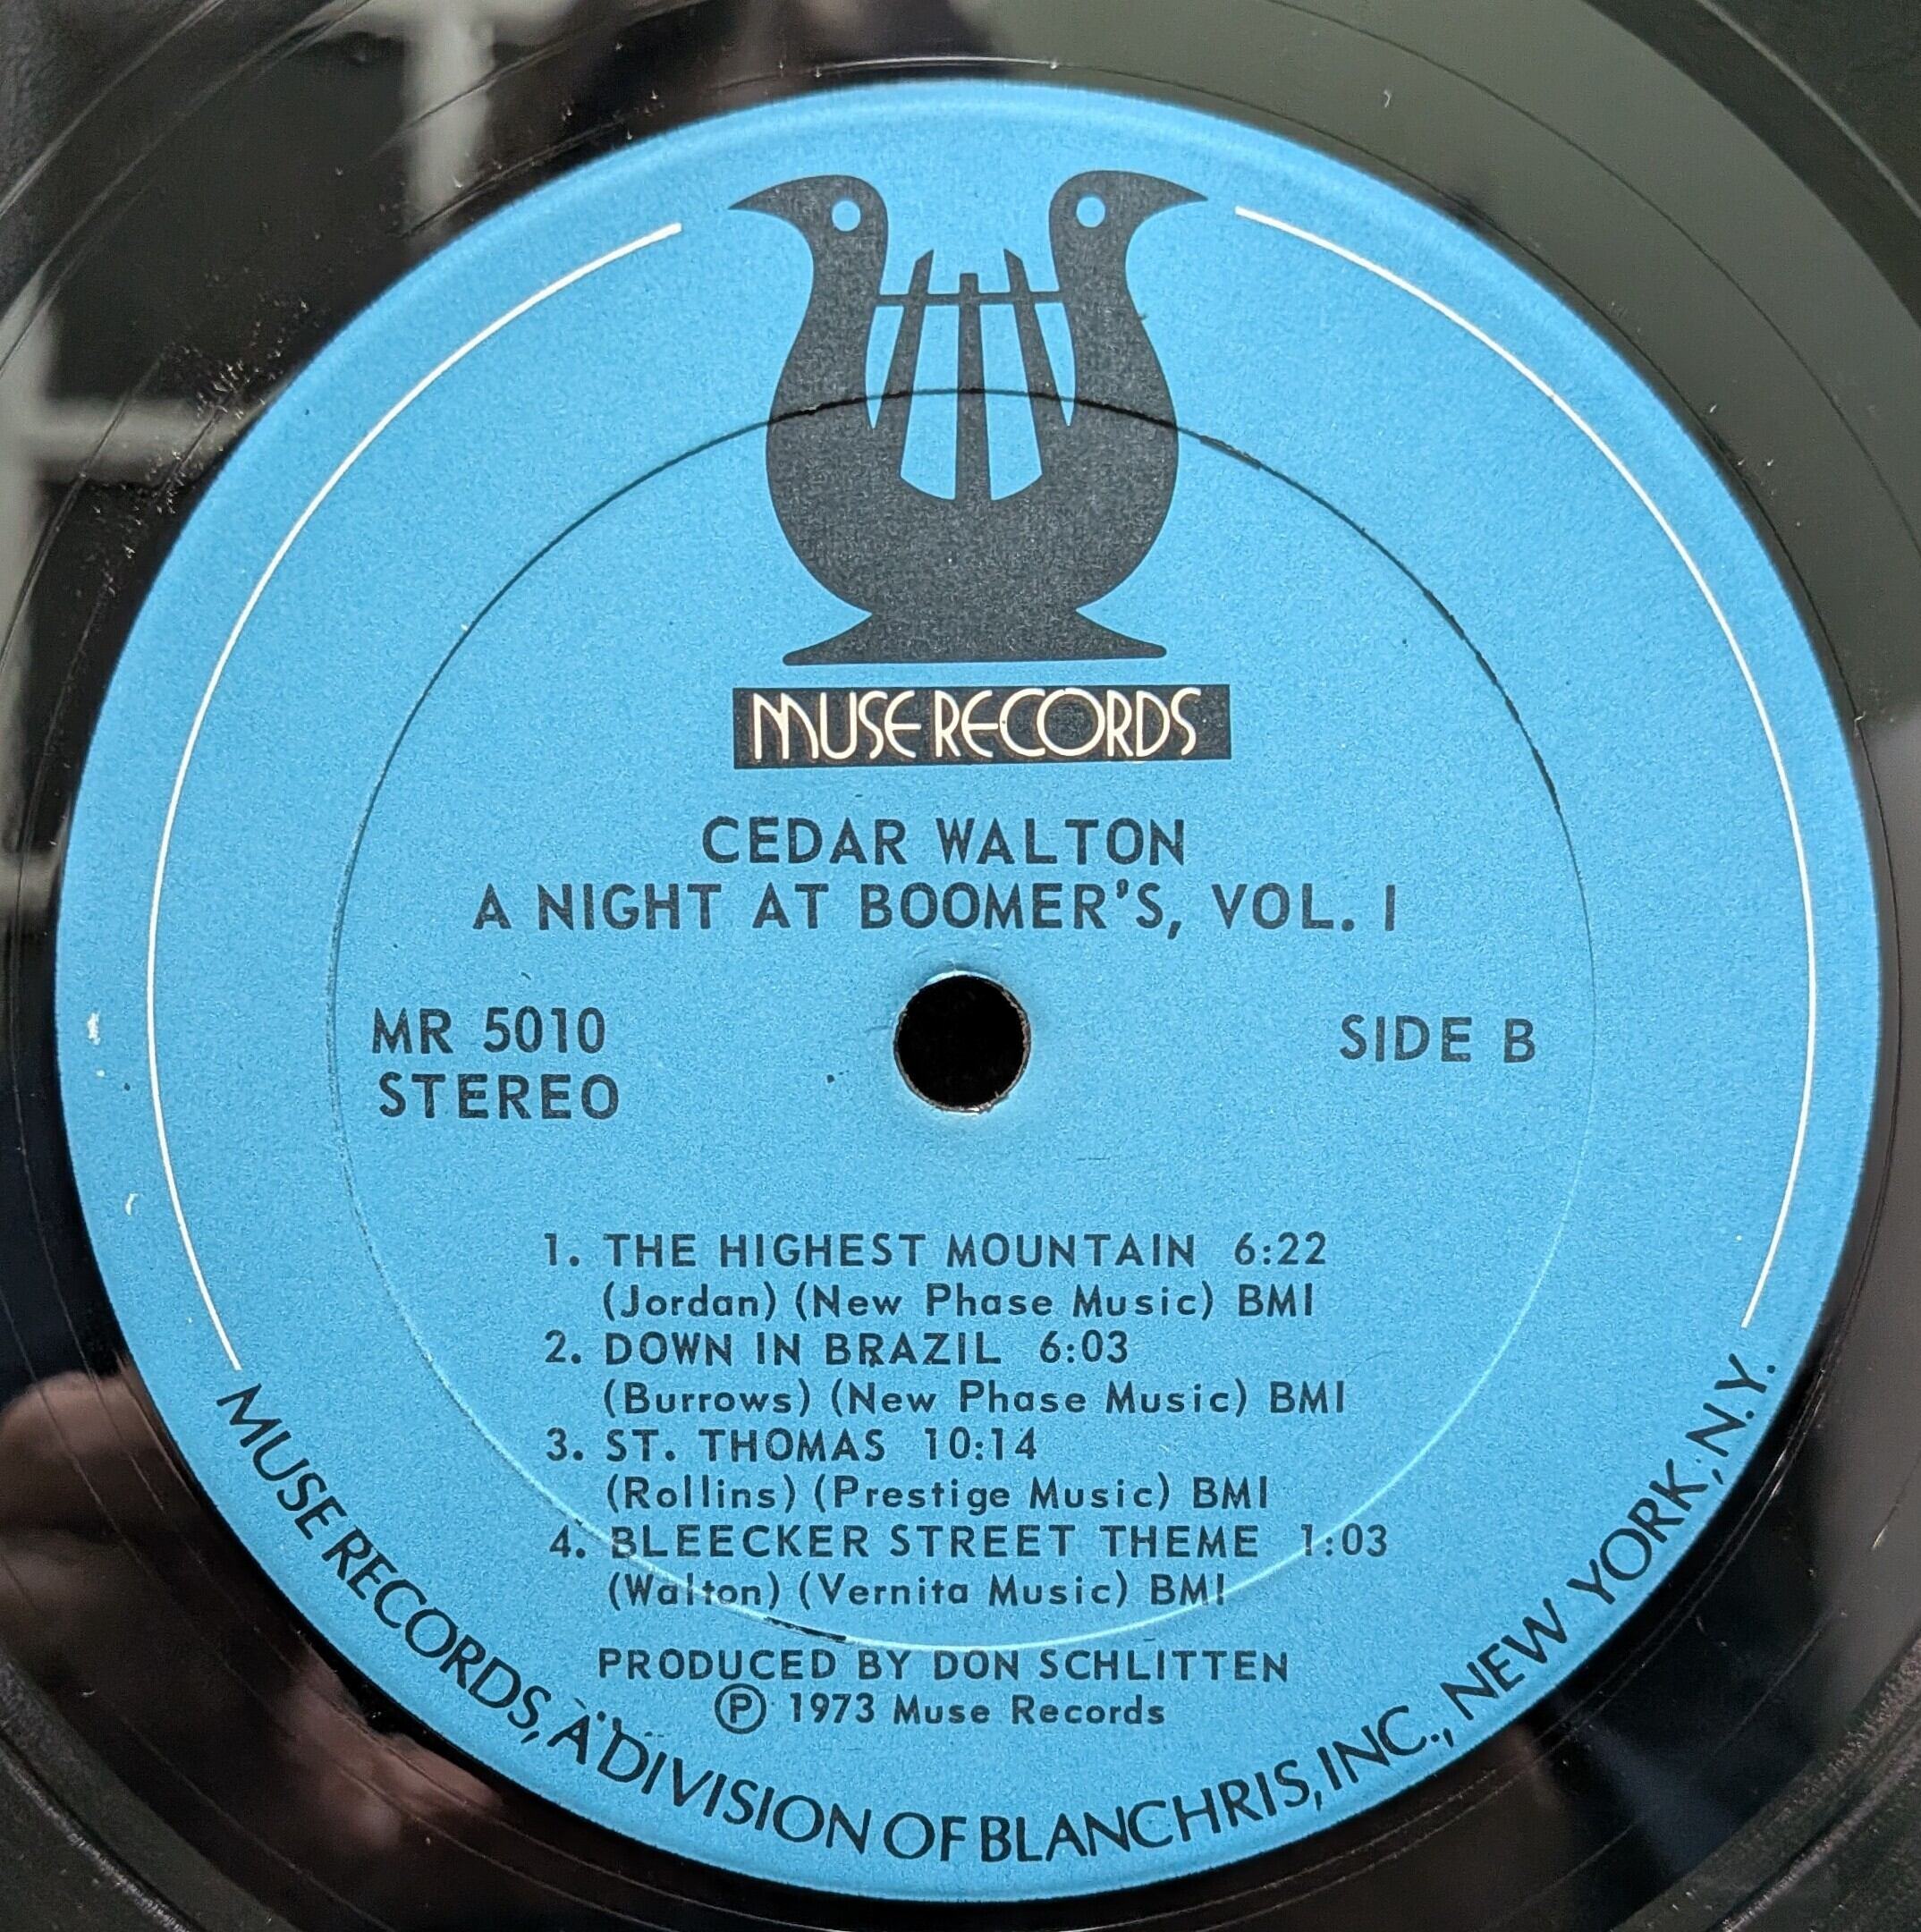 MUSE RECORDS
CEDAR WALTON
A NIGHT AT BOOMER'S, VOL. I
MR 5010
STEREO
SIDE B
1. THE HIGHEST MOUNTAIN 6:22
(Jordan) (New Phase Music) BMI
2. DOWN IN BRAZIL 6:03
(Burrows) (New Phase Music) BMI
3. ST. THOMAS 10:14
(Rollins) (Prestige Music) BMI
4. BLEECKER STREET THEME 1:03
(Walton) (Vernita Music) BMI
PRODUCED BY DON SCHLITTEN
Ⓟ 1973 Muse Records
MUSE RECORDS, A DIVISION OF BLANCHRIS, INC., NEW YORK, N.Y.